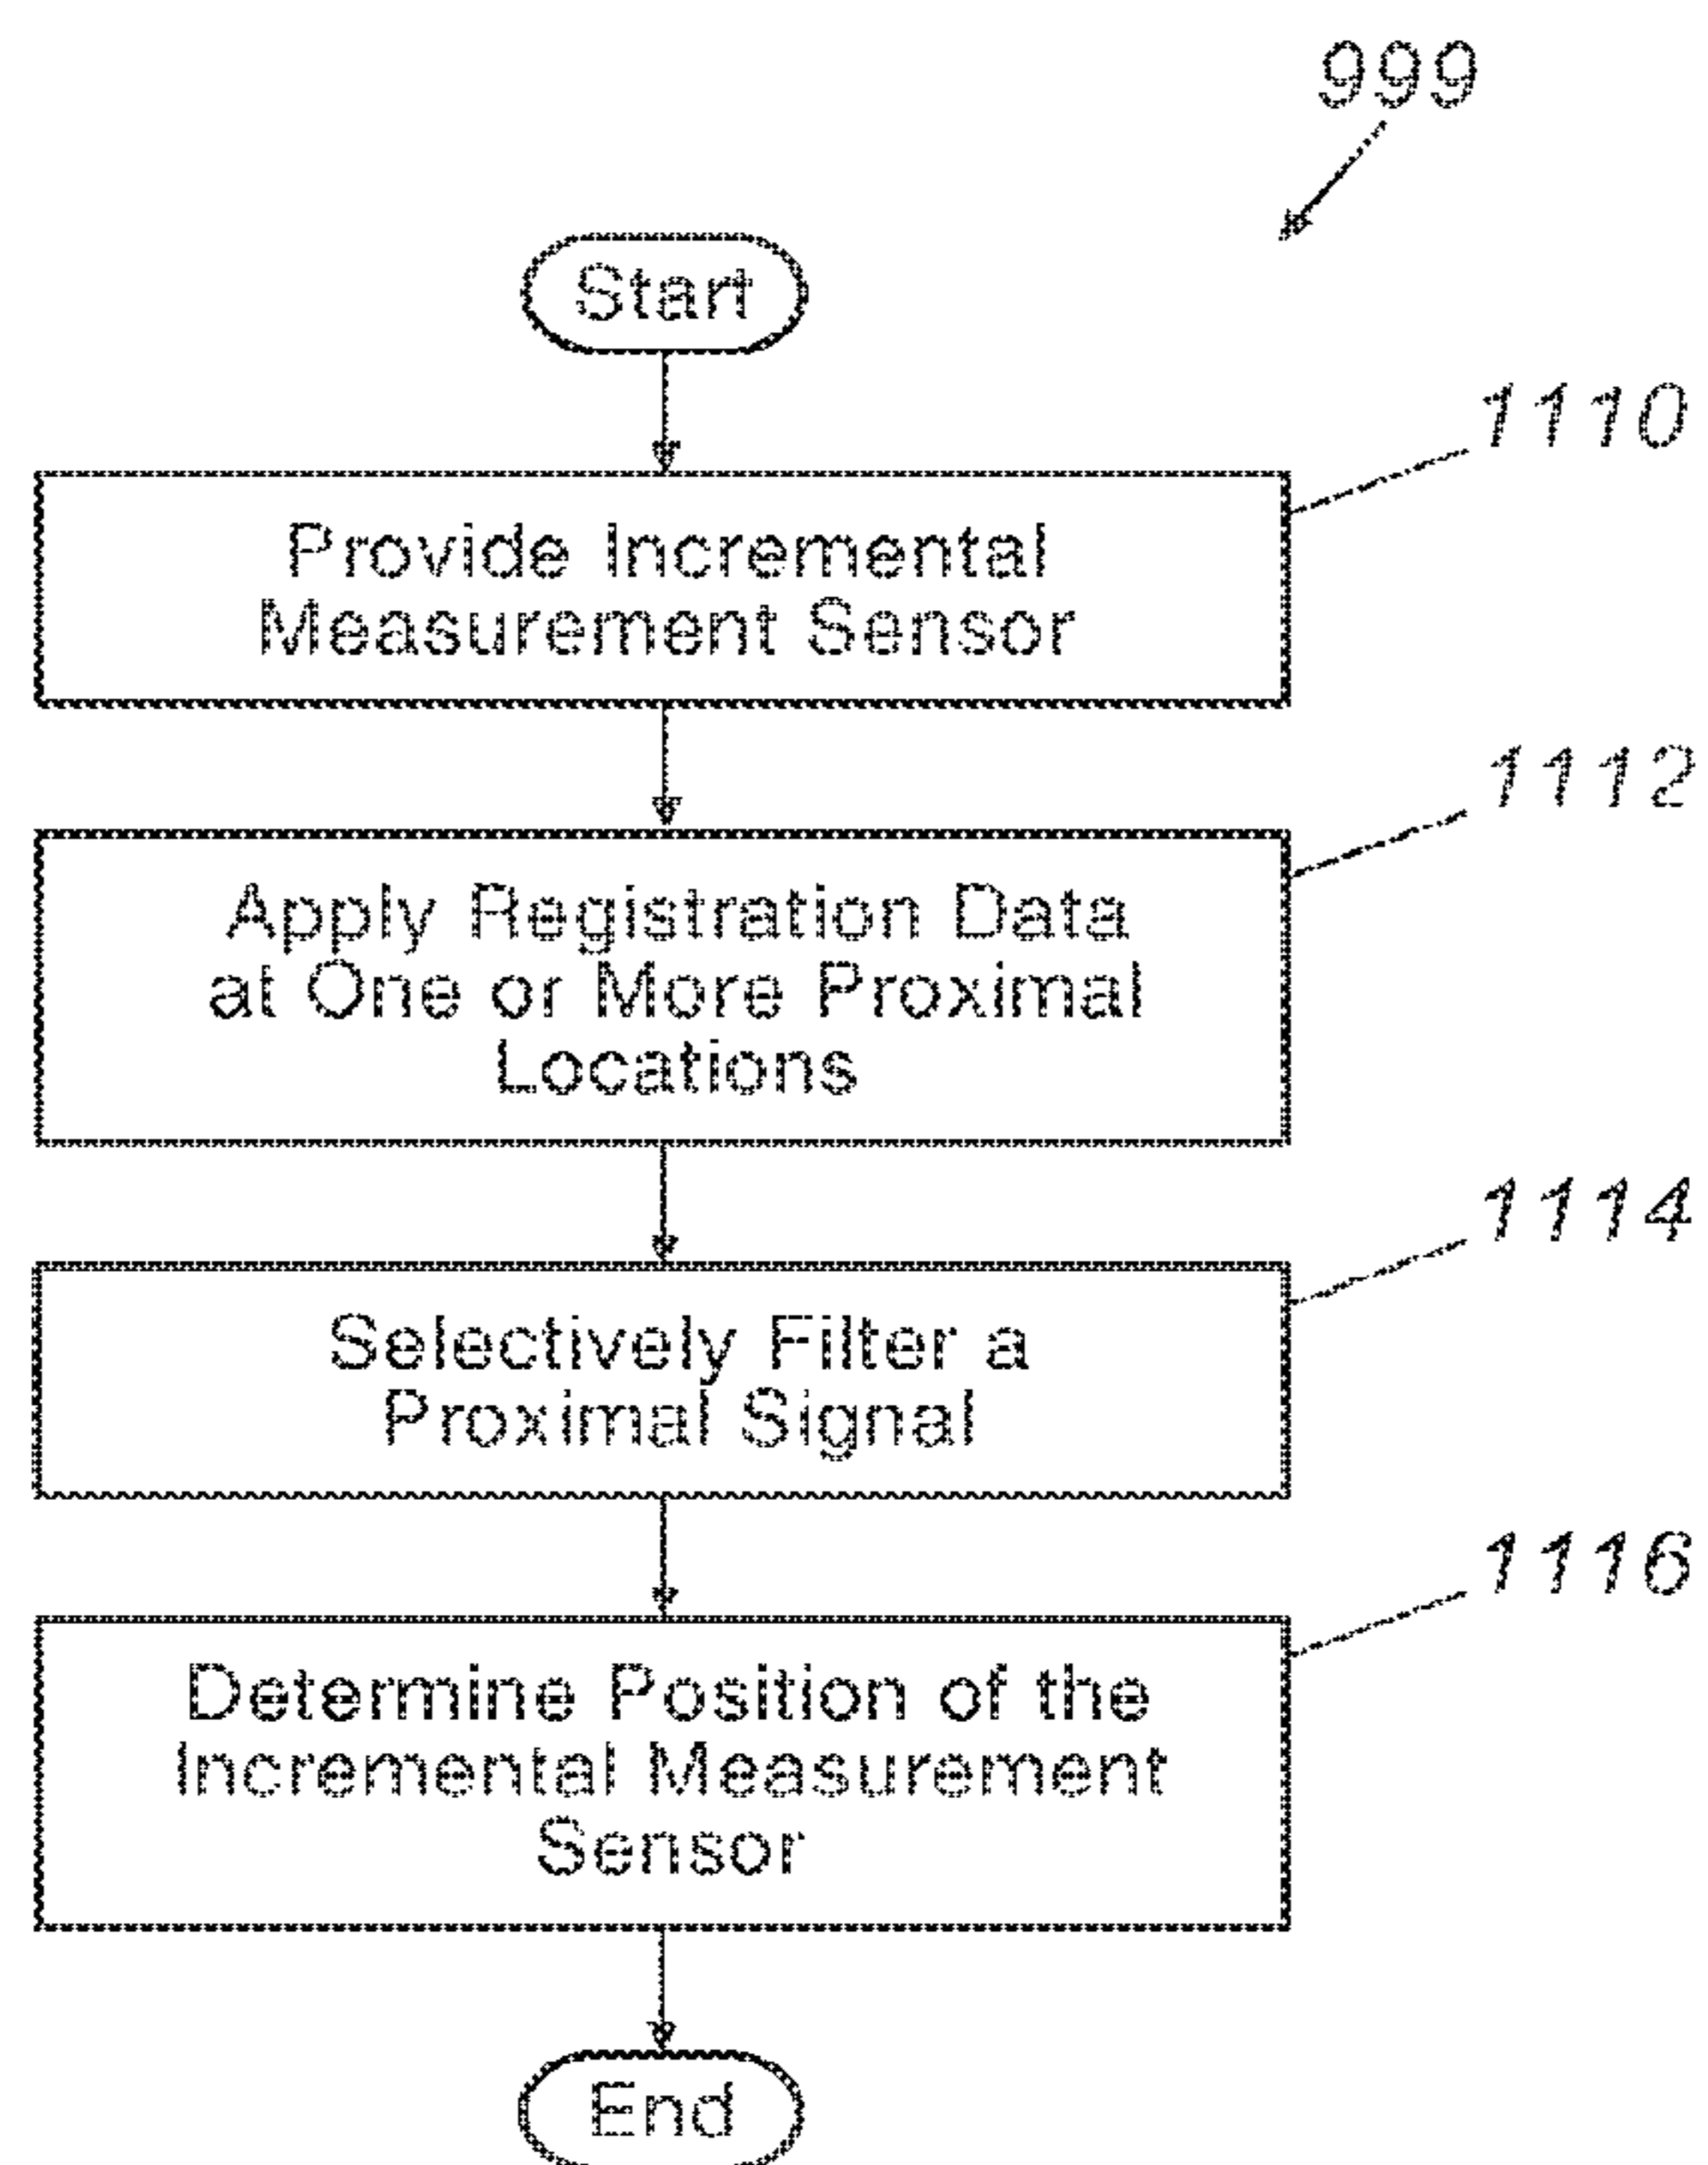 999
Start
1110
Provide Incremental
Measurement Sensor
1112
Apply Registration Data
at One or More Proximal
Locations
1114
Selectively Filter a
Proximal Signal
1116
Determine Position of the
Incremental Measurement
Sensor
End